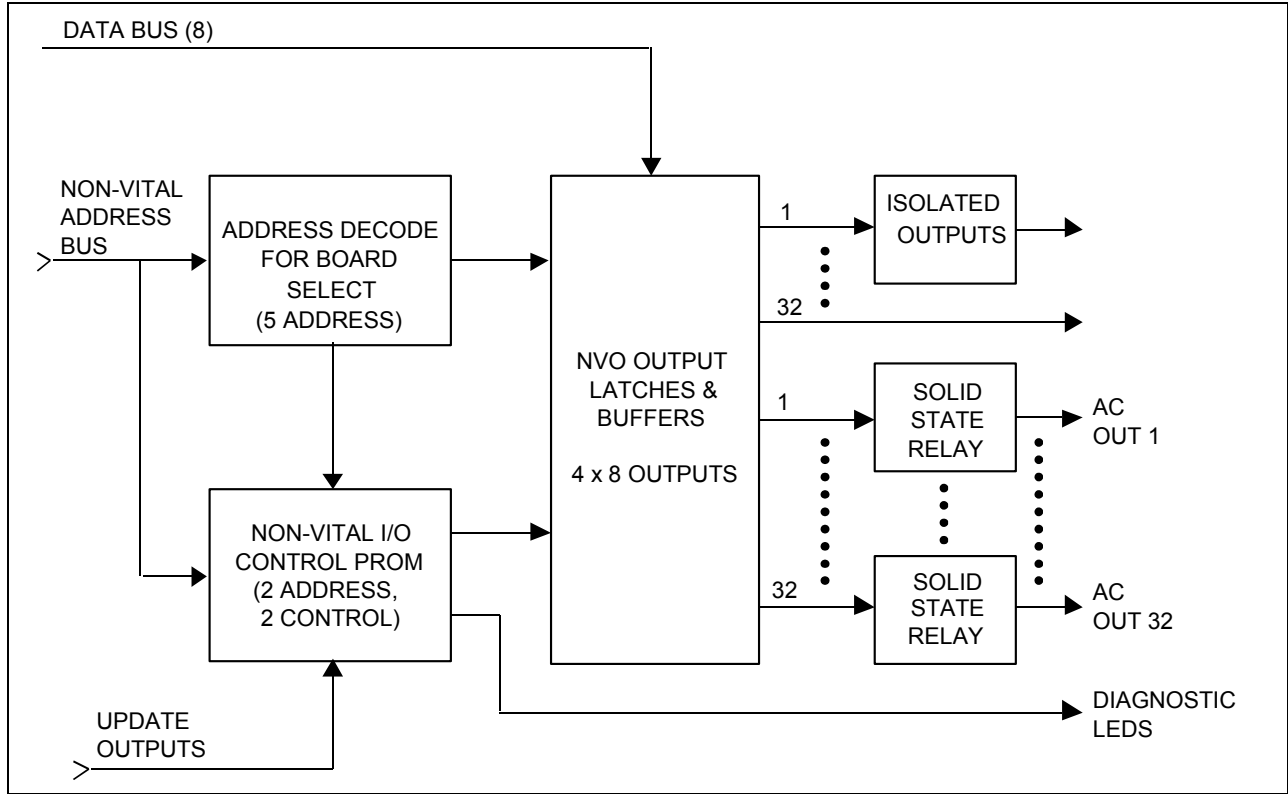 DATA BUS (8)
NON-VITAL
ADDRESS
BUS
ADDRESS DECODE
FOR BOARD
SELECT
(5 ADDRESS)
NON-VITAL I/O
CONTROL PROM
(2 ADDRESS,
2 CONTROL)
UPDATE
OUTPUTS
NVO OUTPUT
LATCHES &
BUFFERS
4 x 8 OUTPUTS
1
ISOLATED
OUTPUTS
32
1
SOLID
STATE
RELAY
AC
OUT 1
32
SOLID
STATE
RELAY
AC
OUT 32
DIAGNOSTIC
LEDS